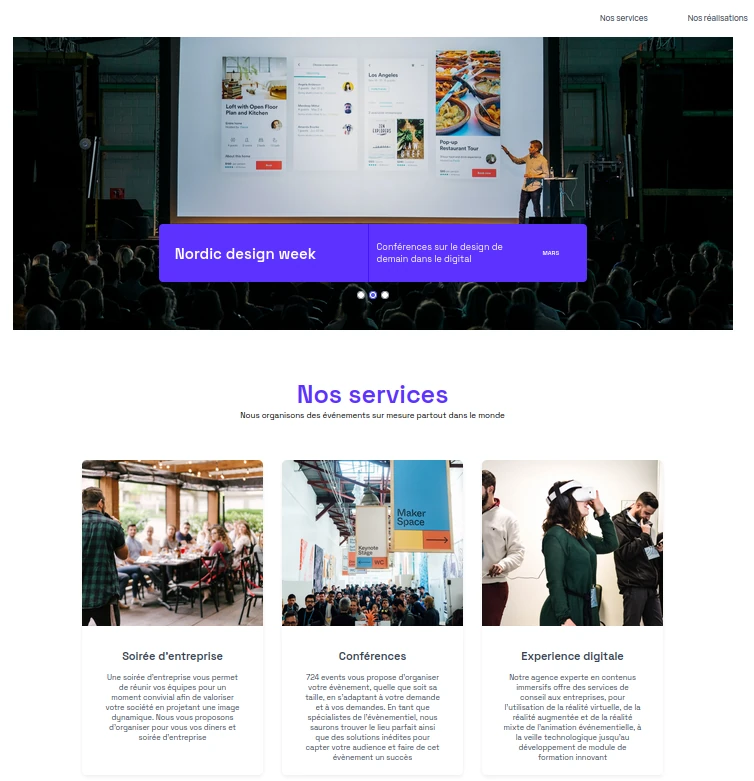 Nos services
Nos réalisations
Loft with Open Floor
Plan and Kitchen
Los Angeles
Pop-up
Restaurant Tour
Nordic design week
Conférences sur le design de
demain dans le digital
MARS
Nos services
Nous organisons des événements sur mesure partout dans le monde
Maker
Space
Keynote
Stage
WC
Soirée d'entreprise
Une soirée d'entreprise vous permet
de réunir vos équipes pour un
moment convivial afin de valoriser
votre société en projetant une image
dynamique. Nous vous proposons
d'organiser pour vous vos diners et
soirée d'entreprise
Conférences
724 events vous propose d'organiser
votre évènement, quelle que soit sa
taille, en s'adaptant à votre demande
et à vos demandes. En tant que
spécialistes de l'évènementiel, nous
saurons trouver le lieu parfait ainsi
que des solutions inédites pour
capter votre audience et faire de cet
évènement un succès
Experience digitale
Notre agence experte en contenus
immersifs offre des services de
conseil aux entreprises, pour
l'utilisation de la réalité virtuelle, de la
réalité augmentée et de la réalité
mixte de l'animation événementielle, à
la veille technologique jusqu'au
développement de module de
formation innovant